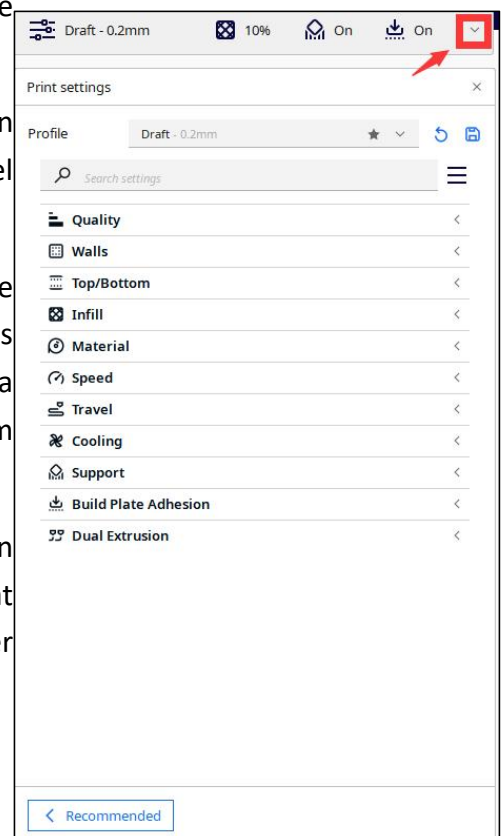 Draft - 0.2mm 10% On On
Print settings
Profile Draft - 0.2mm
Search settings
Quality
Walls
Top/Bottom
Infill
Material
Speed
Travel
Cooling
Support
Build Plate Adhesion
Dual Extrusion
Recommended